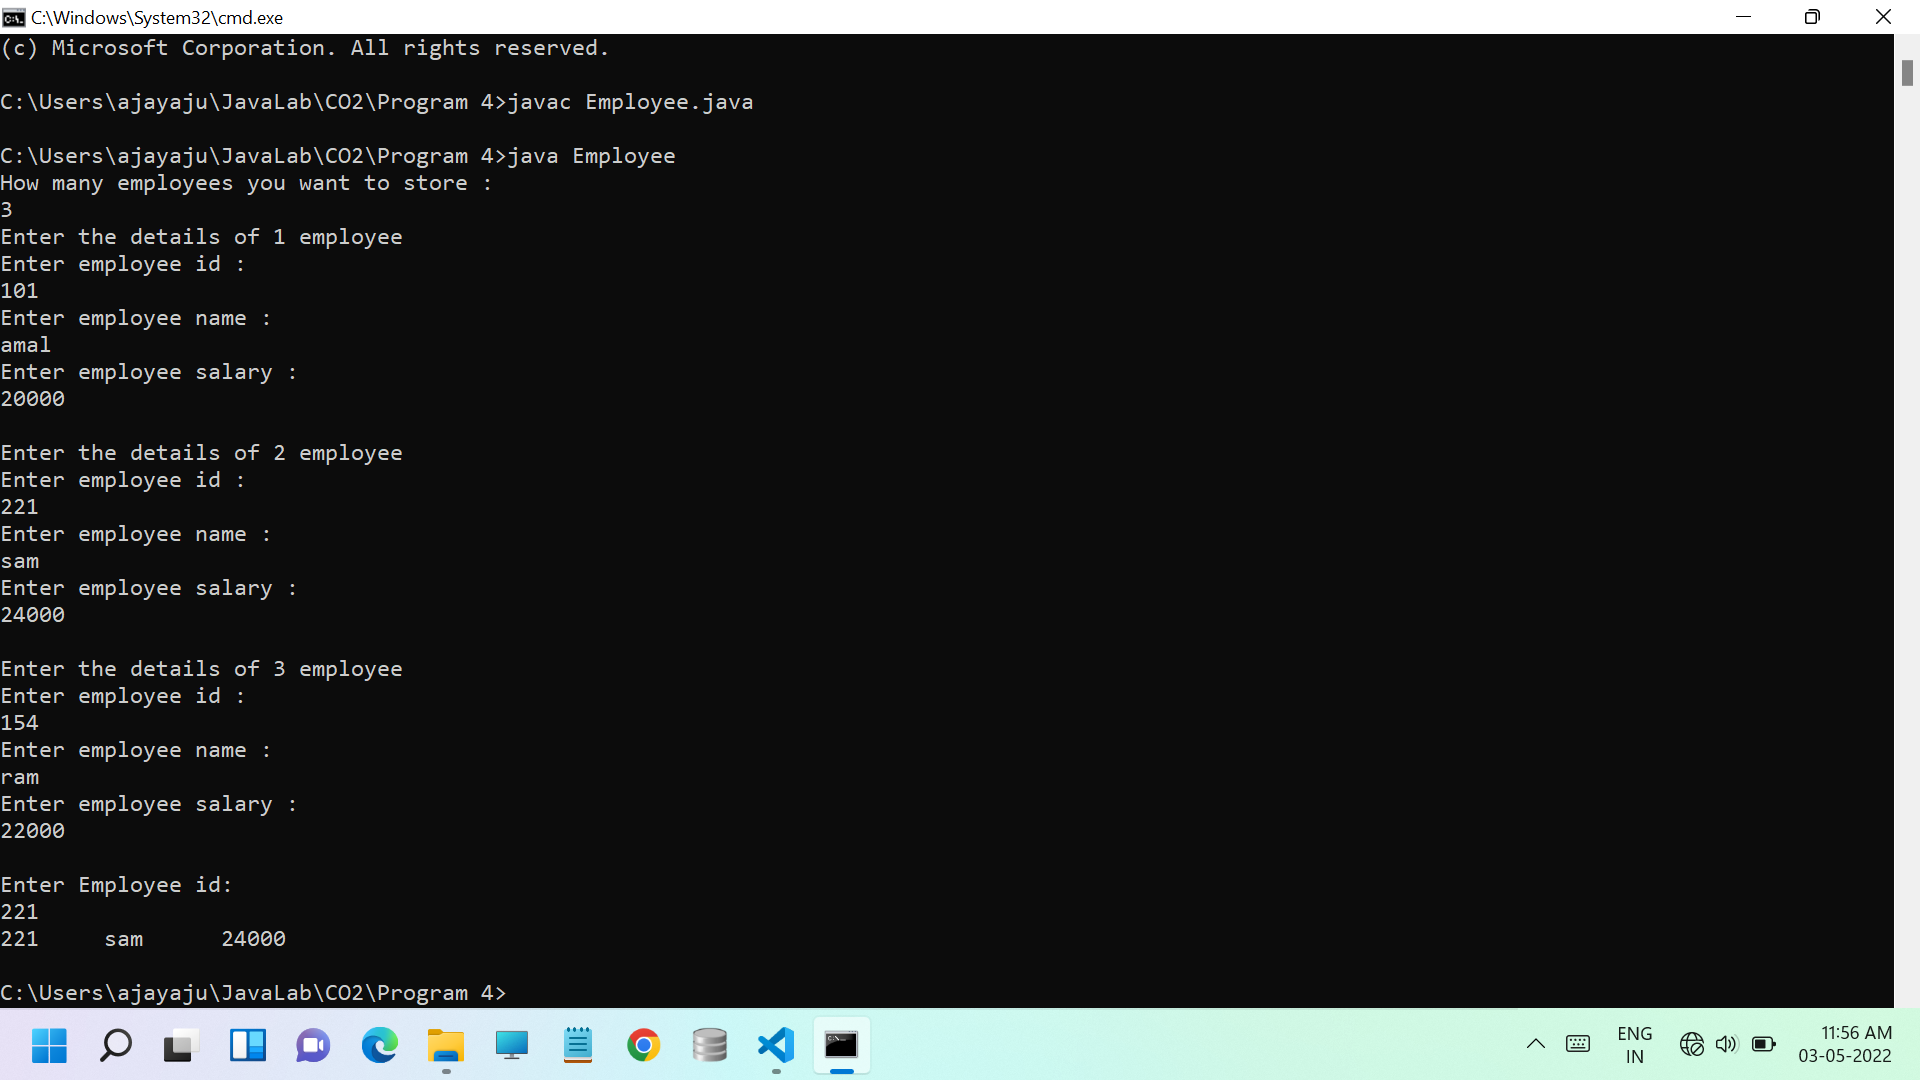 C:\Windows\System32\cmd.exe
(c) Microsoft Corporation. All rights reserved.
C:\Users\ajayaju\JavaLab\CO2\Program 4>javac Employee.java
C:\Users\ajayaju\JavaLab\CO2\Program 4>java Employee
How many employees you want to store :
3
Enter the details of 1 employee
Enter employee id :
101
Enter employee name :
amal
Enter employee salary :
20000
Enter the details of 2 employee
Enter employee id :
221
Enter employee name :
sam
Enter employee salary :
24000
Enter the details of 3 employee
Enter employee id :
154
Enter employee name :
ram
Enter employee salary :
22000
Enter Employee id:
221
221 sam 24000
C:\Users\ajayaju\JavaLab\CO2\Program 4>
ENG
IN
11:56 AM
03-05-2022